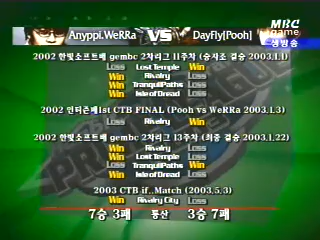 MBC
game
생방송
Anyppi.WeRRa VS DayFly[Pooh]
2002 한빛소프트배 gembc 2차리그 11주차 (승자조 결승 2003.1.1)
Loss Lost Temple Win
Win Rivalry Loss
Win TranquilPaths Loss
Win Isle of Dread Loss
2002 인터즌배1st CTB FINAL (Pooh vs WeRRa 2003.1.3)
Loss Rivalry Win
2002 한빛소프트배 gembc 2차리그 13주차 (최종 결승 2003.1.22)
Win Rivalry Loss
Win Lost Temple Loss
Loss TranquilPaths Win
Win Isle of Dread Loss
2003 CTB if..Match (2003.5.3)
Win Rivalry City Loss
7승 3패 통산 3승 7패